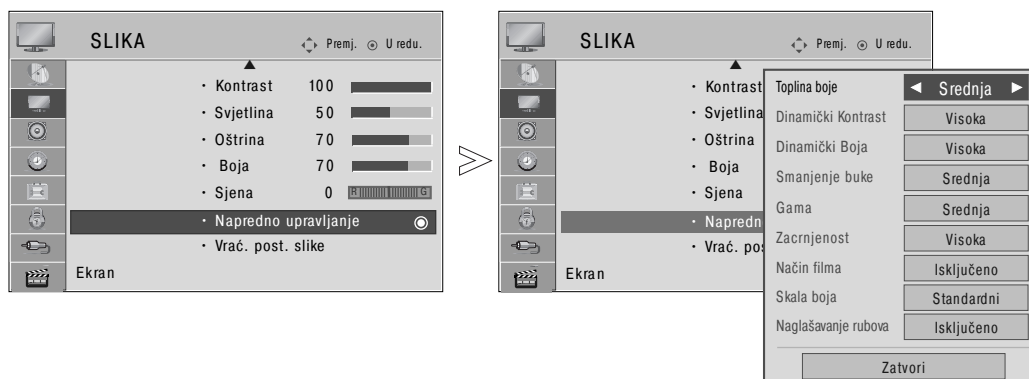 SLIKA
Premj. U redu.
• Kontrast 100
• Svjetlina 50
• Oštrina 70
• Boja 70
• Sjena 0 R G
• Napredno upravljanje
• Vrać. post. slike
Ekran
SLIKA
Premj. U redu.
• Kontrast
• Svjetlina
• Oštrina
• Boja
• Sjena
• Napredn
• Vrać. pos
Ekran
Toplina boje Srednja
Dinamički Kontrast Visoka
Dinamički Boja Visoka
Smanjenje buke Srednja
Gama Srednja
Zacrnjenost Visoka
Način filma Isključeno
Skala boja Standardni
Naglašavanje rubova Isključeno
Zatvori